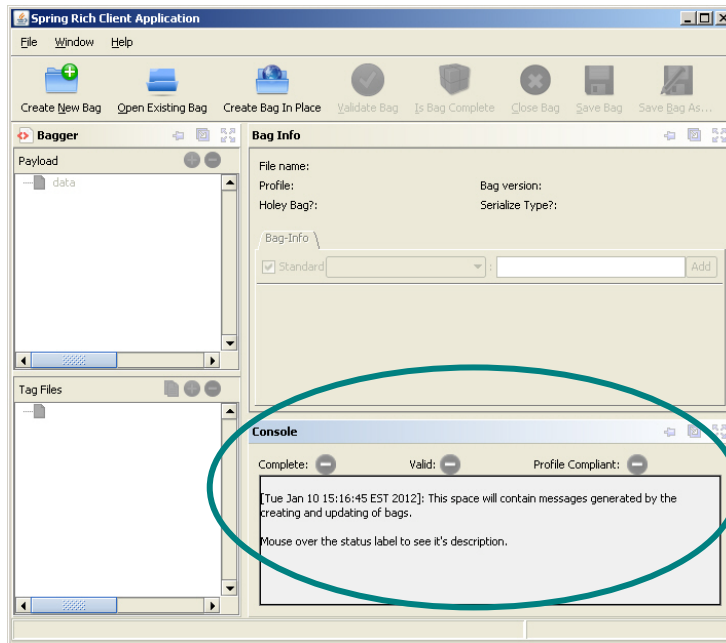 Spring Rich Client Application
File Window Help
Create New Bag Open Existing Bag Create Bag In Place Validate Bag Is Bag Complete Close Bag Save Bag Save Bag As...
Bagger
Payload
data
Tag Files
Bag Info
File name:
Profile: Bag version:
Holey Bag?: Serialize Type?:
Bag-Info
Standard : Add
Console
Complete: Valid: Profile Compliant:
[Tue Jan 10 15:16:45 EST 2012]: This space will contain messages generated by the
creating and updating of bags.
Mouse over the status label to see it's description.